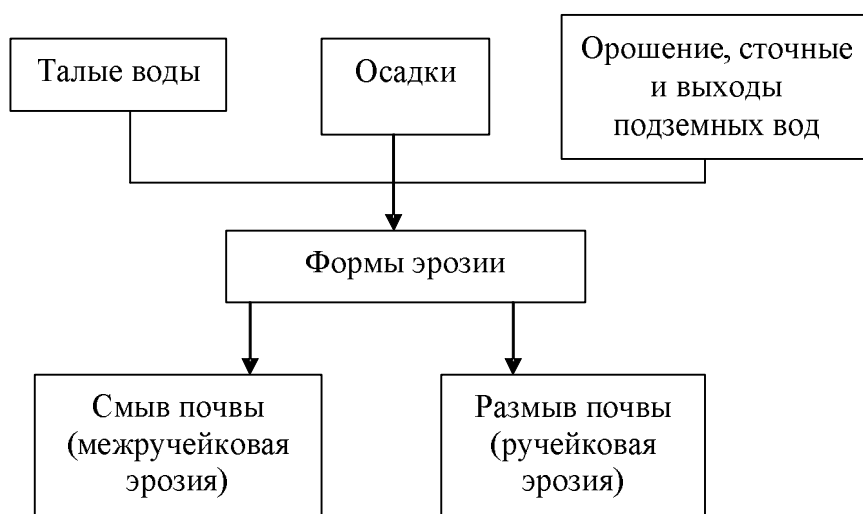 Талые воды
Осадки
Орошение, сточные
и выходы
подземных вод
Формы эрозии
Смыв почвы
(межручейковая
эрозия)
Размыв почвы
(ручейковая
эрозия)